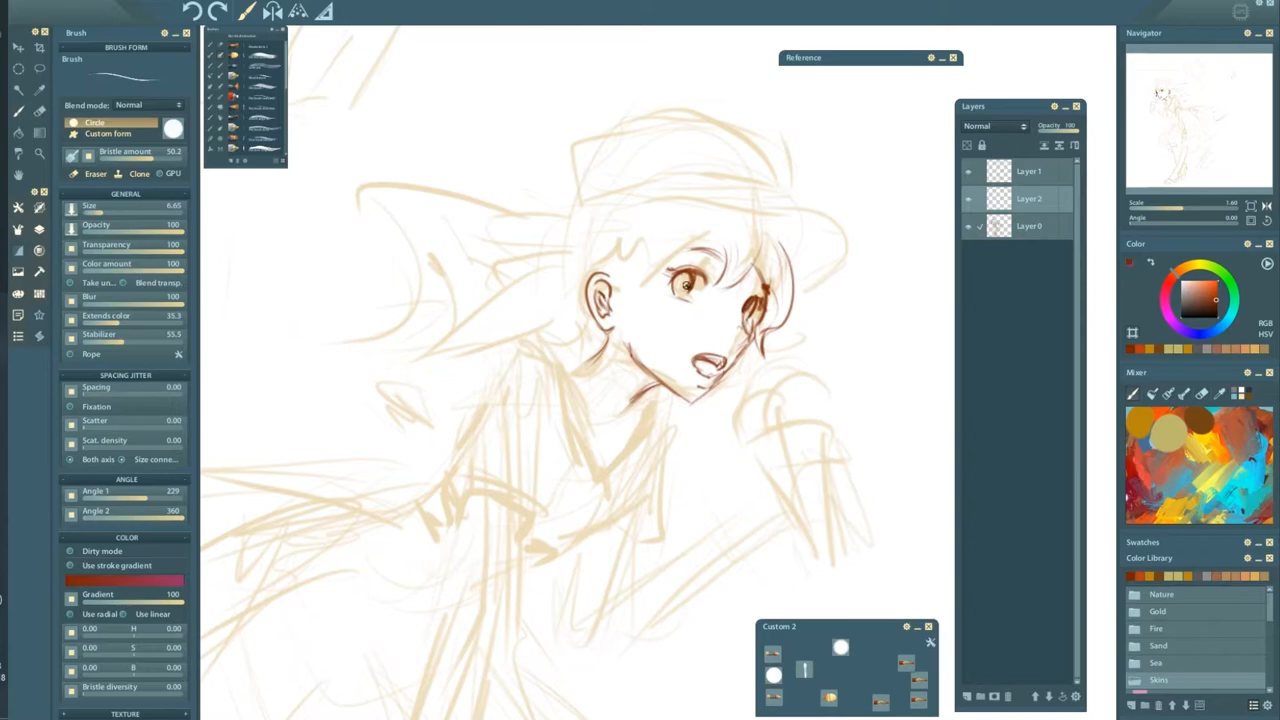 Brush
BRUSH FORM
Brush
Blend mode: Normal
Circle
Custom form
Bristle amount 50.2
Eraser Clone GPU
GENERAL
Size 6.65
Opacity 100
Transparency 100
Color amount 100
Take un... Blend transp.
Blur 100
Extends color 35.3
Stabilizer 55.5
Rope
SPACING JITTER
Spacing 0.00
Fixation
Scatter 0.00
Scat. density 0.00
Both axis Size conne...
ANGLE
Angle 1 229
Angle 2 360
COLOR
Dirty mode
Use stroke gradient
Gradient 100
Use radial Use linear
0.00 H 0.00
0.00 S 0.00
0.00 B 0.00
Bristle diversity 0.00
TEXTURE
Reference
Custom 2
Layers
Normal Opacity 100
Layer 1
Layer 2
Layer 0
Navigator
Scale 1.60
Angle 0.00
Color
RGB
HSV
Mixer
Swatches
Color Library
Nature
Gold
Fire
Sand
Sea
Skins